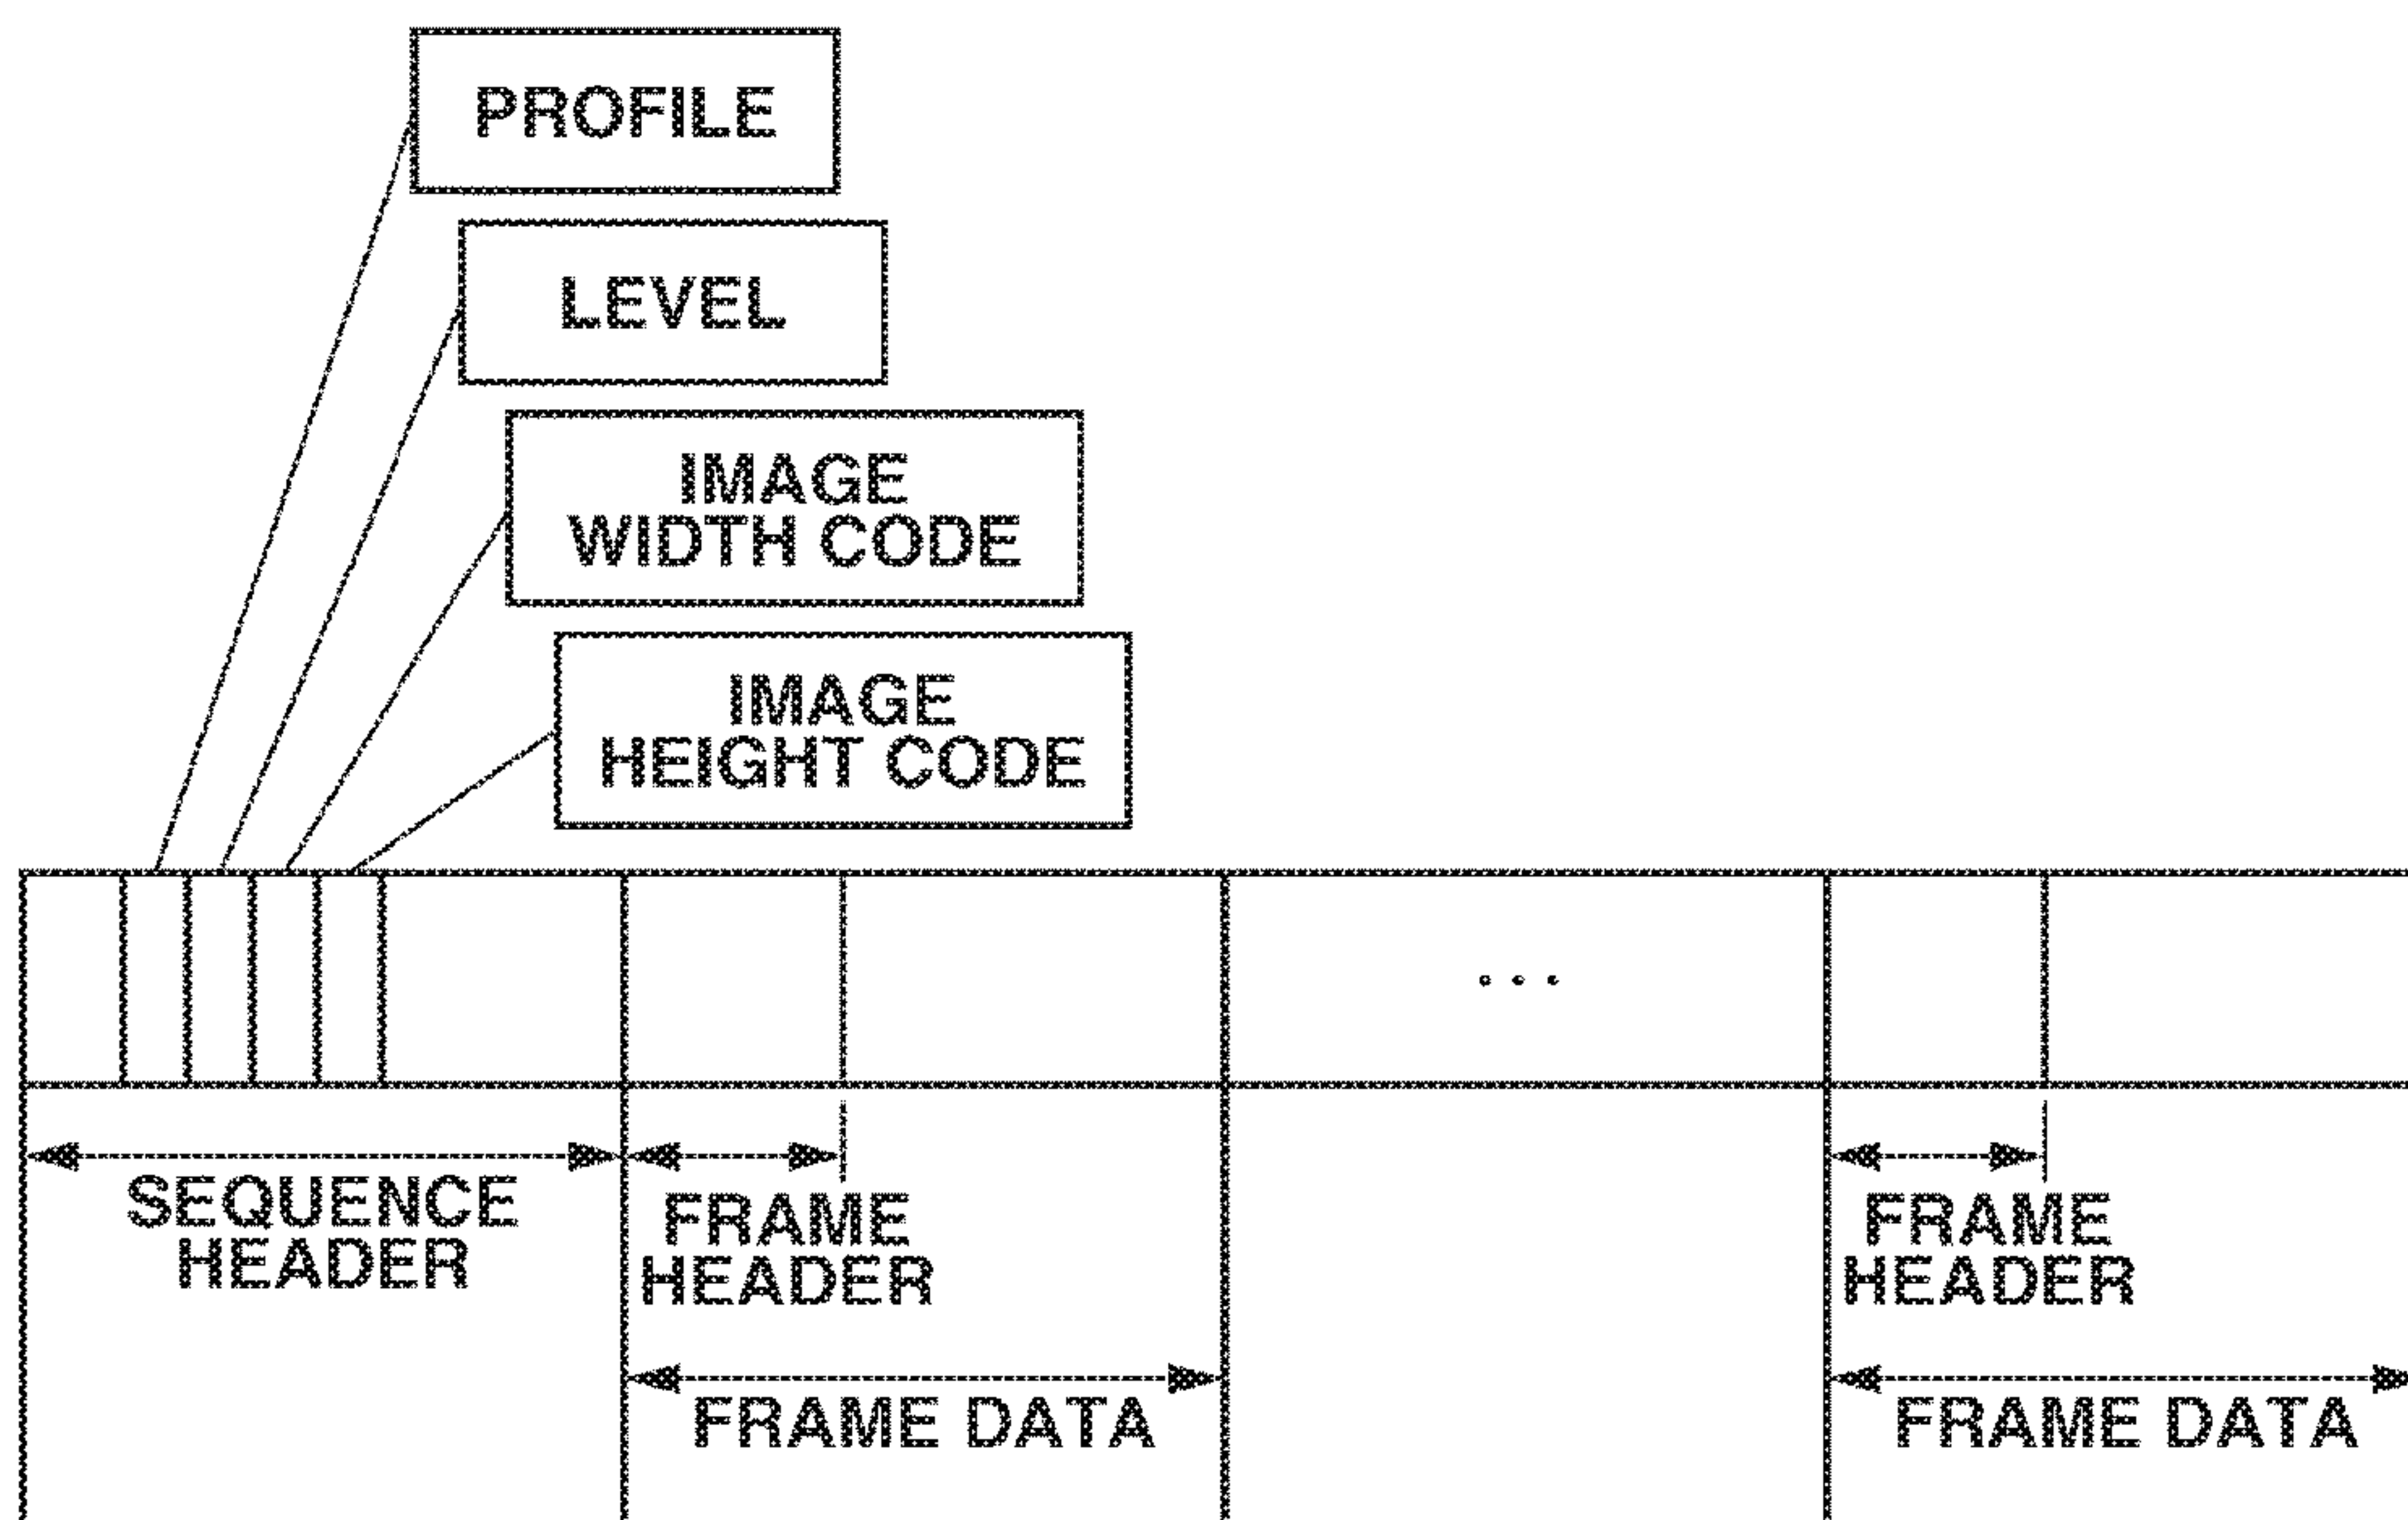 PROFILE
LEVEL
IMAGE
WIDTH CODE
IMAGE
HEIGHT CODE
. . .
SEQUENCE
HEADER
FRAME
HEADER
FRAME DATA
FRAME
HEADER
FRAME DATA